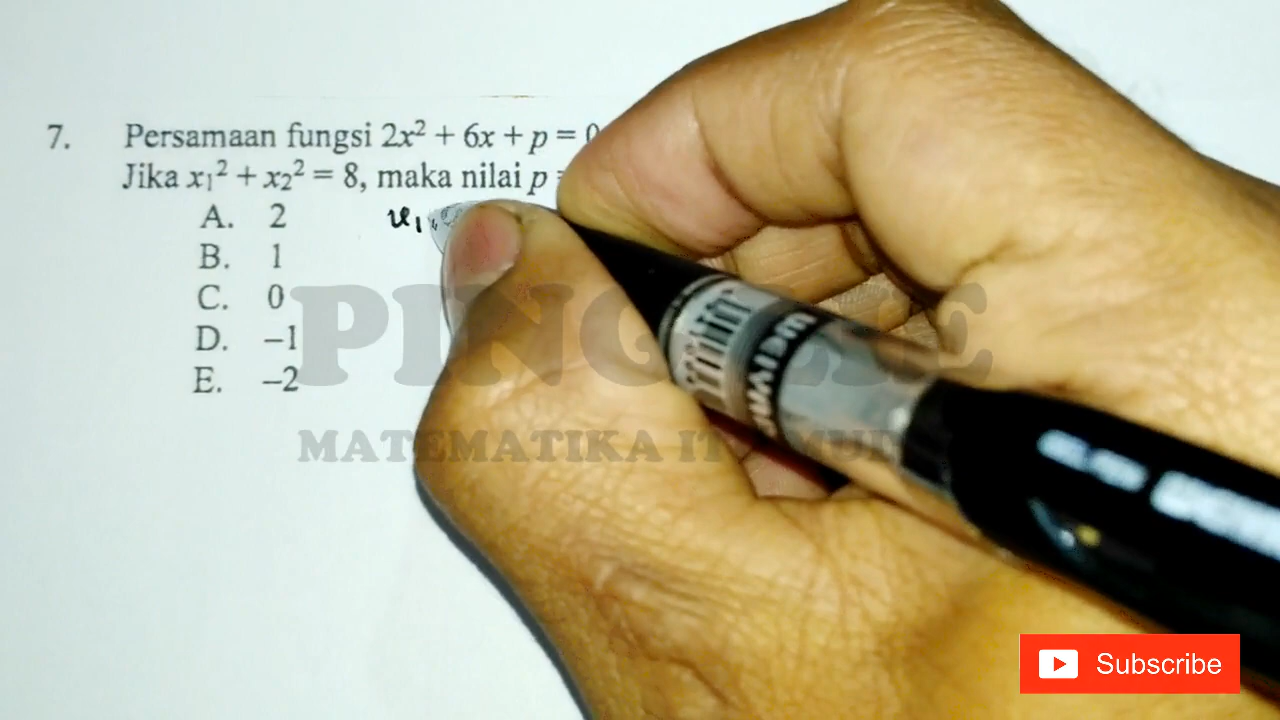 7. Persamaan fungsi 2x² + 6x + p = 0
Jika x₁² + x₂² = 8, maka nilai p
A. 2
B. 1
C. 0
D. –1
E. –2
x₁
MATEMATIKA
Subscribe